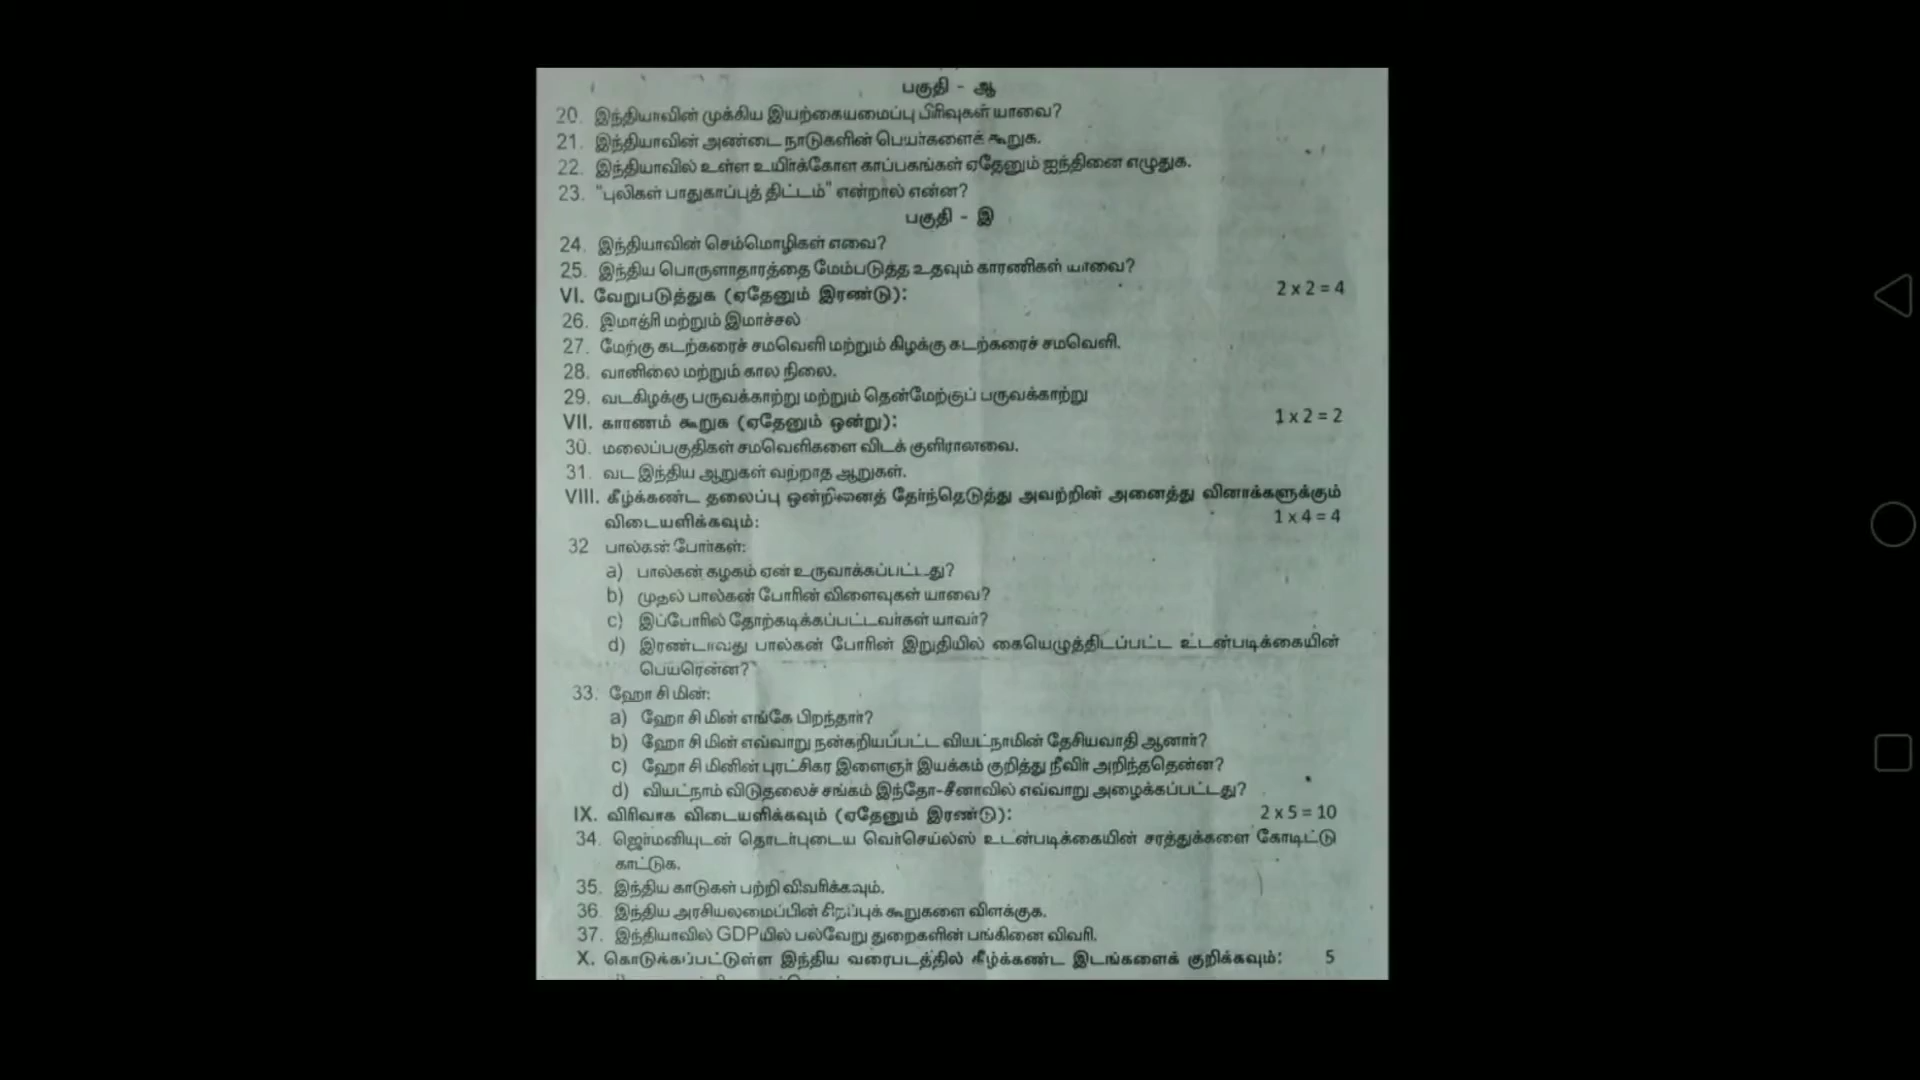 பகுதி - ஆ
20. இந்தியாவின் முக்கிய இயற்கையமைப்பு பிரிவுகள் யாவை?
21. இந்தியாவின் அண்டை நாடுகளின் பெயர்களைக் கூறுக.
22. இந்தியாவில் உள்ள உயிர்க்கோள காப்பகங்கள் ஏதேனும் ஐந்தினை எழுதுக.
23. "புலிகள் பாதுகாப்புத் திட்டம்" என்றால் என்ன?
பகுதி - இ
24. இந்தியாவின் செம்மொழிகள் எவை?
25. இந்திய பொருளாதாரத்தை மேம்படுத்த உதவும் காரணிகள் யாவை?
VI. வேறுபடுத்துக (ஏதேனும் இரண்டு): 2 x 2 = 4
26. இமாத்ரி மற்றும் இமாச்சல்
27. மேற்கு கடற்கரைச் சமவெளி மற்றும் கிழக்கு கடற்கரைச் சமவெளி.
28. வானிலை மற்றும் கால நிலை.
29. வடகிழக்கு பருவக்காற்று மற்றும் தென்மேற்குப் பருவக்காற்று
VII. காரணம் கூறுக (ஏதேனும் ஒன்று): 1 x 2 = 2
30. மலைப்பகுதிகள் சமவெளிகளை விடக் குளிரானவை.
31. வட இந்திய ஆறுகள் வற்றாத ஆறுகள்.
VIII. கீழ்க்கண்ட தலைப்பு ஒன்றினைத் தேர்ந்தெடுத்து அவற்றின் அனைத்து வினாக்களுக்கும்
விடையளிக்கவும்: 1 x 4 = 4
32 பால்கன் போர்கள்:
a) பால்கன் கழகம் ஏன் உருவாக்கப்பட்டது?
b) முதல் பால்கன் போரின் விளைவுகள் யாவை?
c) இப்போரில் தோற்கடிக்கப்பட்டவர்கள் யாவர்?
d) இரண்டாவது பால்கன் போரின் இறுதியில் கையெழுத்திடப்பட்ட உடன்படிக்கையின்
பெயரென்ன?
33. ஹோ சி மின்:
a) ஹோ சி மின் எங்கே பிறந்தார்?
b) ஹோ சி மின் எவ்வாறு நன்கறியப்பட்ட வியட்நாமின் தேசியவாதி ஆனார்?
c) ஹோ சி மினின் புரட்சிகர இளைஞர் இயக்கம் குறித்து நீவிர் அறிந்ததென்ன?
d) வியட்நாம் விடுதலைச் சங்கம் இந்தோ-சீனாவில் எவ்வாறு அழைக்கப்பட்டது?
IX. விரிவாக விடையளிக்கவும் (ஏதேனும் இரண்டு): 2 x 5 = 10
34. ஜெர்மனியுடன் தொடர்புடைய வெர்செய்ல்ஸ் உடன்படிக்கையின் சரத்துக்களை கோடிட்டு
காட்டுக.
35. இந்திய காடுகள் பற்றி விவரிக்கவும்.
36. இந்திய அரசியலமைப்பின் சிறப்புக் கூறுகளை விளக்குக.
37. இந்தியாவில் GDPயில் பல்வேறு துறைகளின் பங்கினை விவரி.
X. கொடுக்கப்பட்டுள்ள இந்திய வரைபடத்தில் கீழ்க்கண்ட இடங்களைக் குறிக்கவும்: 5